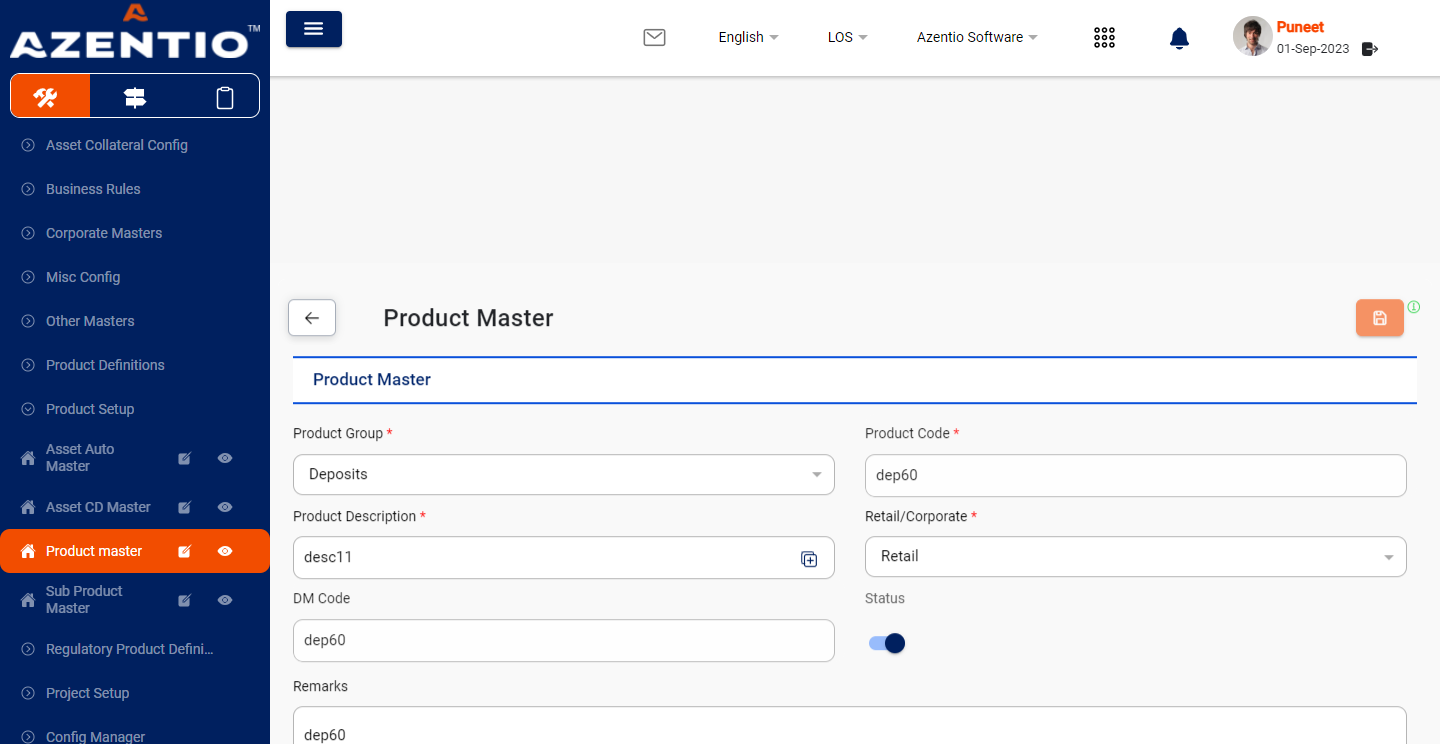 AZENTIO™
English
LOS
Azentio Software
Puneet
01-Sep-2023
Asset Collateral Config
Business Rules
Corporate Masters
Misc Config
Other Masters
Product Definitions
Product Setup
Asset Auto
Master
Asset CD Master
Product master
Sub Product
Master
Regulatory Product Defini...
Project Setup
Config Manager
Product Master
Product Master
Product Group *
Deposits
Product Code *
dep60
Product Description *
desc11
Retail/Corporate *
Retail
DM Code
dep60
Status
Remarks
dep60